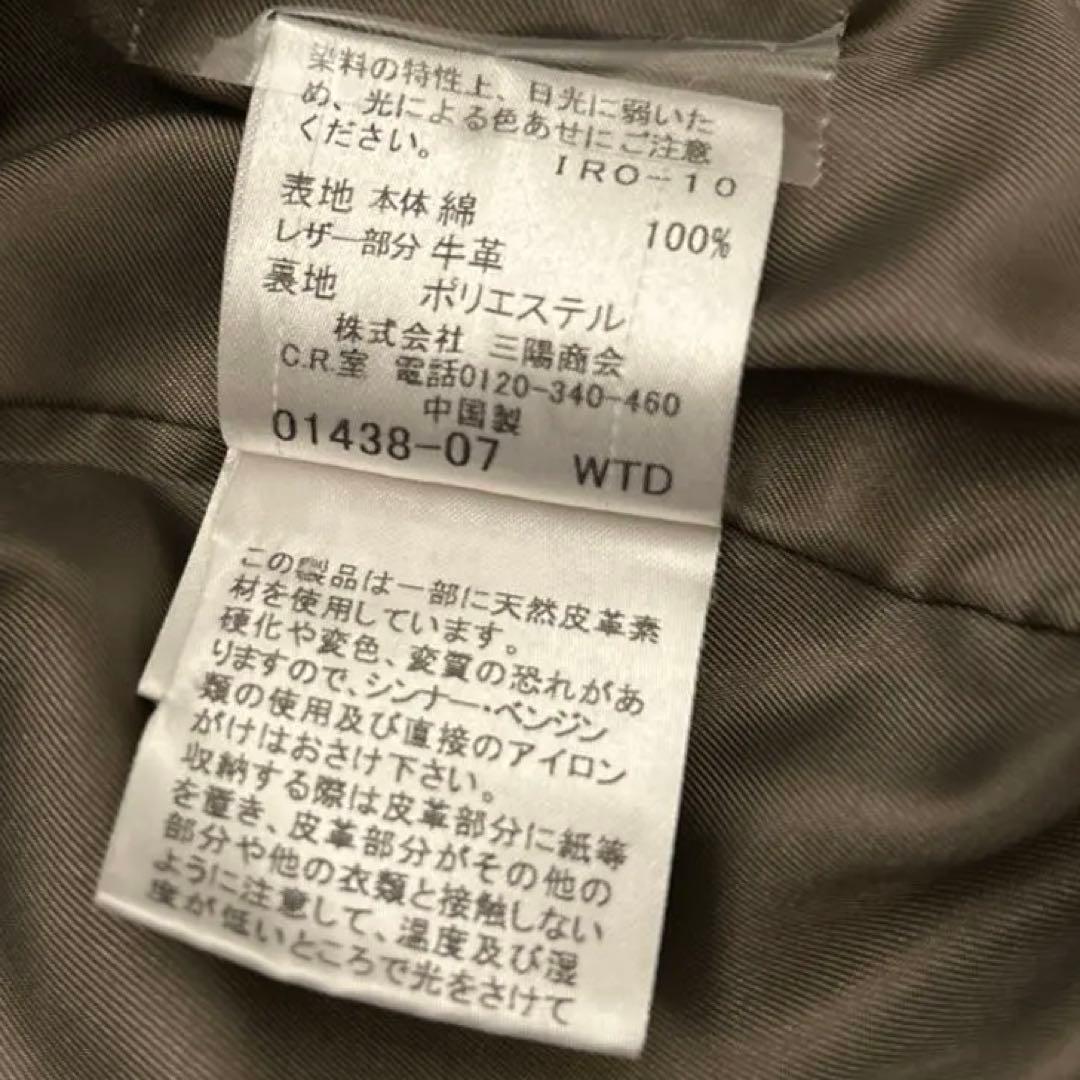 染料の特性上、日光に弱いた
め、光による色あせにご注意
ください。
IRO-10
表地 本体 綿 100%
レザー部分 牛革
裏地 ポリエステル
株式会社 三陽商会
C.R.室 電話0120-340-460
中国製
01438-07 WTD
この製品は一部に天然皮革素
材を使用しています。
硬化や変色、変質の恐れがあ
りますので、シンナー・ベンジン
類の使用及び直接のアイロン
がけはおさけ下さい。
収納する際は皮革部分に紙等
を置き、皮革部分がその他の
部分や他の衣類と接触しない
ように注意して、温度及び湿
度が低いところで光をさけて